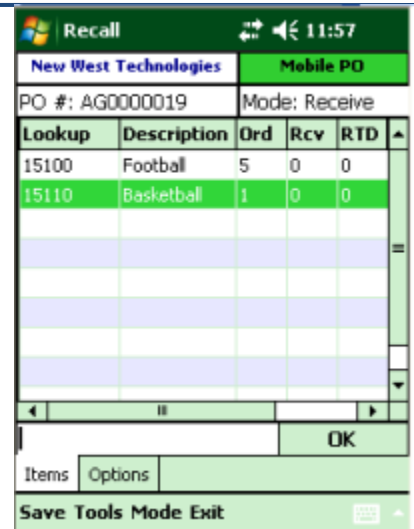 Recall 11:57
New West Technologies Mobile PO
PO #: AG0000019 Mode: Receive
Lookup Description Ord Rcv RTD
15100 Football 5 0 0
15110 Basketball 1 0 0
OK
Items Options
Save Tools Mode Exit